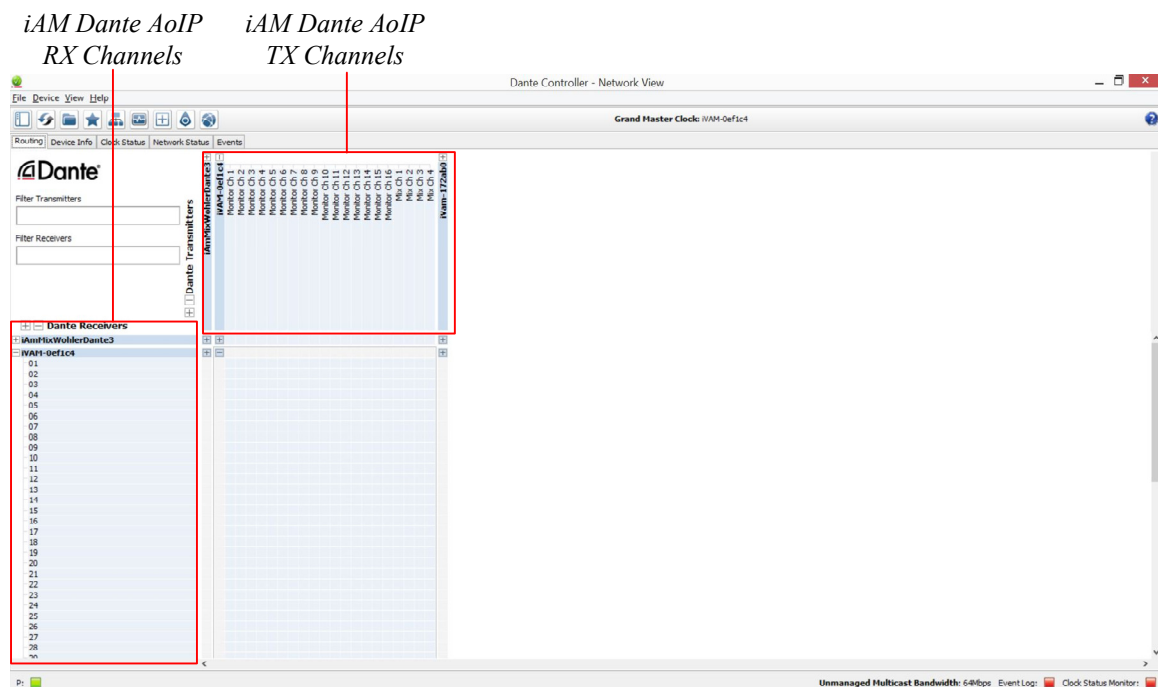 iAM Dante AoIP
RX Channels
iAM Dante AoIP
TX Channels
Dante Controller - Network View
File Device View Help
Grand Master Clock: iVAM-0ef1c4
Routing Device Info Clock Status Network Status Events
Dante
Filter Transmitters
Filter Receivers
Dante Transmitters
iAmMixWohlerDante3
iVAM-0ef1c4
Monitor Ch 1
Monitor Ch 2
Monitor Ch 3
Monitor Ch 4
Monitor Ch 5
Monitor Ch 6
Monitor Ch 7
Monitor Ch 8
Monitor Ch 9
Monitor Ch 10
Monitor Ch 11
Monitor Ch 12
Monitor Ch 13
Monitor Ch 14
Monitor Ch 15
Monitor Ch 16
Mix Ch 1
Mix Ch 2
Mix Ch 3
Mix Ch 4
iVam-172ab0
Dante Receivers
iAmMixWohlerDante3
iVAM-0ef1c4
01
02
03
04
05
06
07
08
09
10
11
12
13
14
15
16
17
18
19
20
21
22
23
24
25
26
27
28
P:
Unmanaged Multicast Bandwidth: 64Mbps Event Log: Clock Status Monitor: